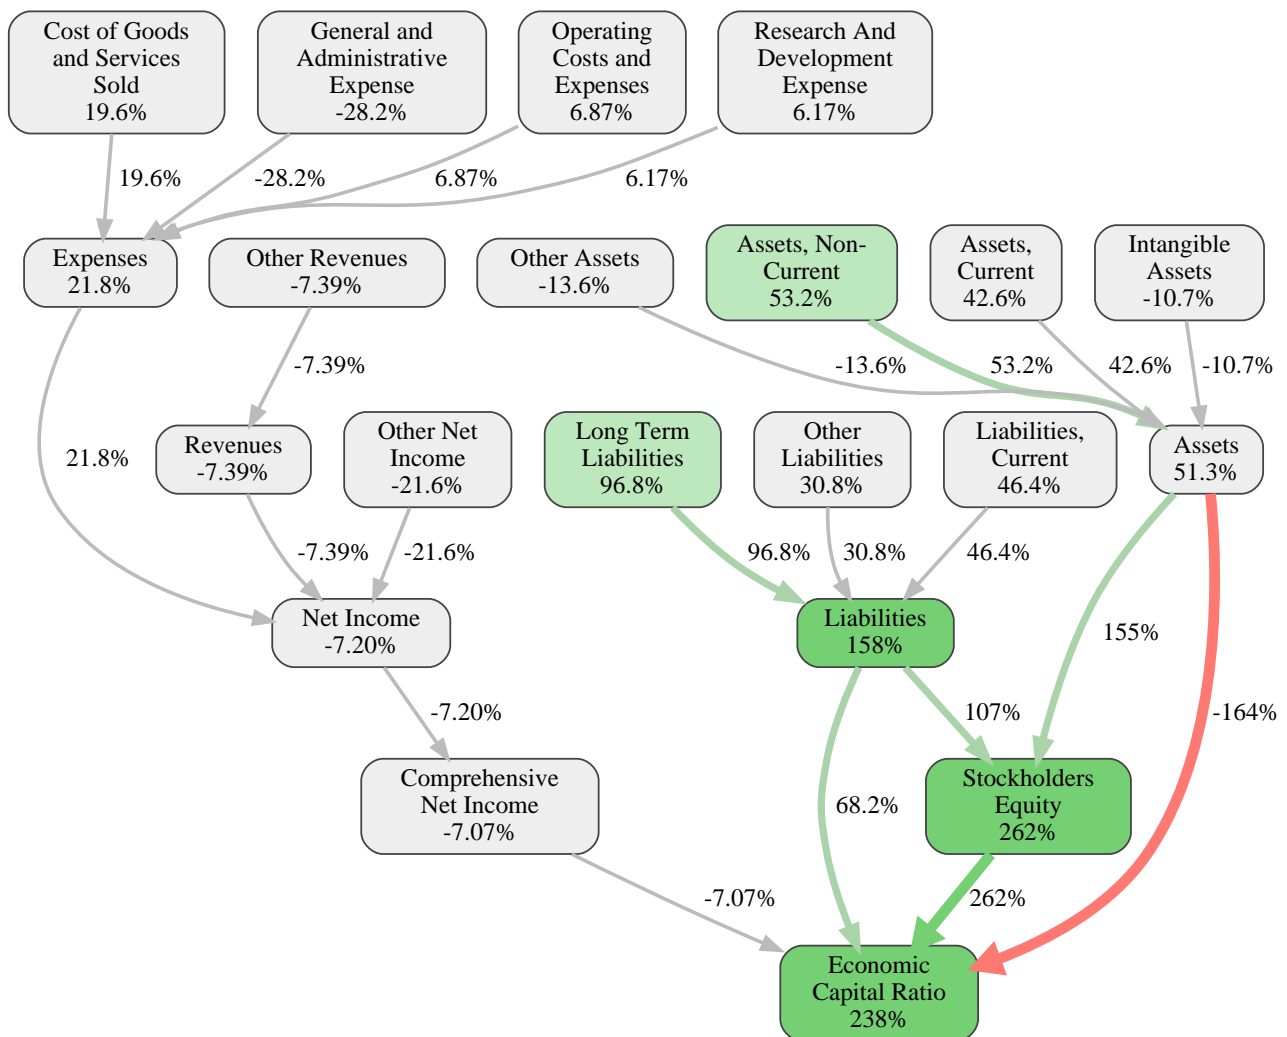 Cost of Goods
and Services
Sold
19.6%
General and
Administrative
Expense
-28.2%
Operating
Costs and
Expenses
6.87%
Research And
Development
Expense
6.17%
19.6%
-28.2%
6.87%
6.17%
Expenses
21.8%
Other Revenues
-7.39%
Other Assets
-13.6%
Assets, Non-
Current
53.2%
Assets,
Current
42.6%
Intangible
Assets
-10.7%
-7.39%
-13.6%
53.2%
42.6%
-10.7%
21.8%
Revenues
-7.39%
Other Net
Income
-21.6%
Long Term
Liabilities
96.8%
Other
Liabilities
30.8%
Liabilities,
Current
46.4%
Assets
51.3%
-7.39%
-21.6%
96.8%
30.8%
46.4%
Net Income
-7.20%
Liabilities
158%
155%
-7.20%
107%
-164%
Comprehensive
Net Income
-7.07%
68.2%
Stockholders
Equity
262%
-7.07%
262%
Economic
Capital Ratio
238%